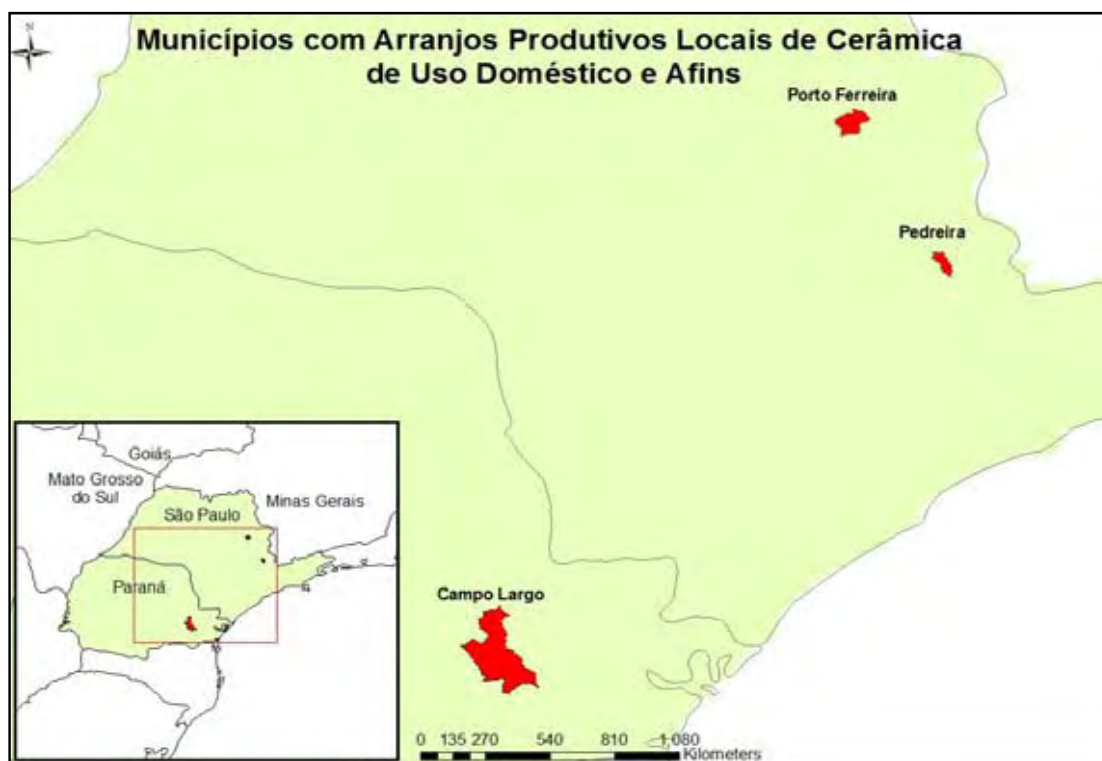 N
Municípios com Arranjos Produtivos Locais de Cerâmica
de Uso Doméstico e Afins
Porto Ferreira
Pedreira
Goiás
Mato Grosso
do Sul
Minas Gerais
São Paulo
Paraná
Campo Largo
0 135 270 540 810 1.080
Kilometers